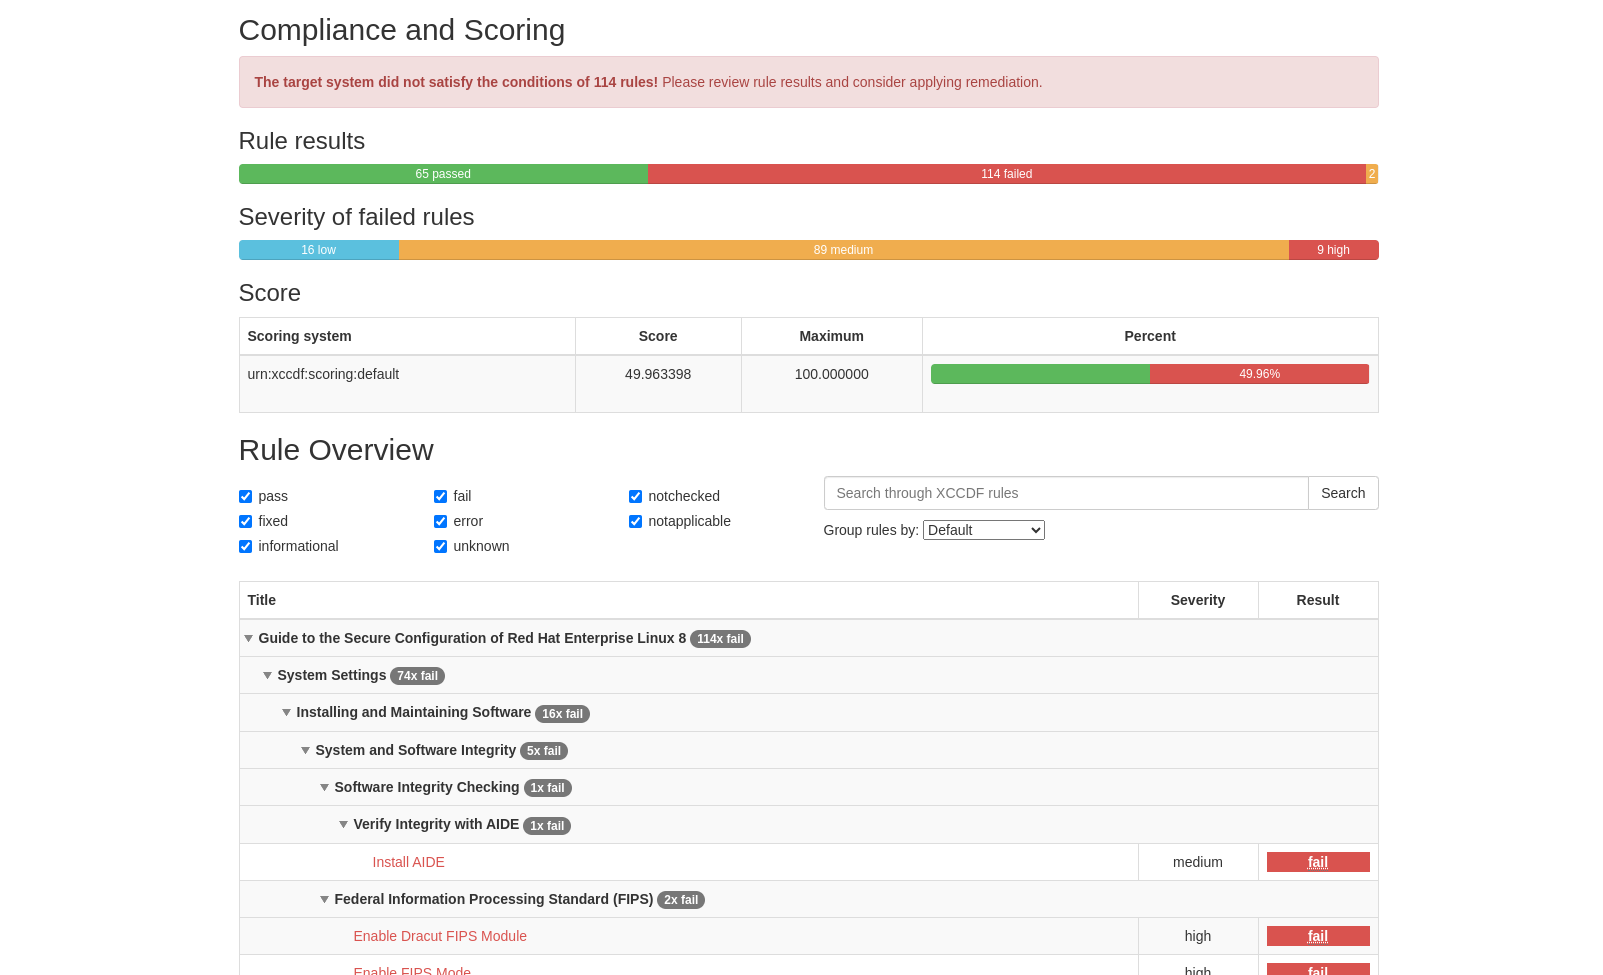 Compliance and Scoring
The target system did not satisfy the conditions of 114 rules! Please review rule results and consider applying remediation.
Rule results
65 passed 114 failed 2
Severity of failed rules
16 low 89 medium 9 high
Score
Scoring system Score Maximum Percent
urn:xccdf:scoring:default 49.963398 100.000000 49.96%
Rule Overview
pass fail notchecked
fixed error notapplicable
informational unknown
Search through XCCDF rules Search
Group rules by: Default
Title Severity Result
Guide to the Secure Configuration of Red Hat Enterprise Linux 8 114x fail
System Settings 74x fail
Installing and Maintaining Software 16x fail
System and Software Integrity 5x fail
Software Integrity Checking 1x fail
Verify Integrity with AIDE 1x fail
Install AIDE medium fail
Federal Information Processing Standard (FIPS) 2x fail
Enable Dracut FIPS Module high fail
Enable FIPS Mode high fail